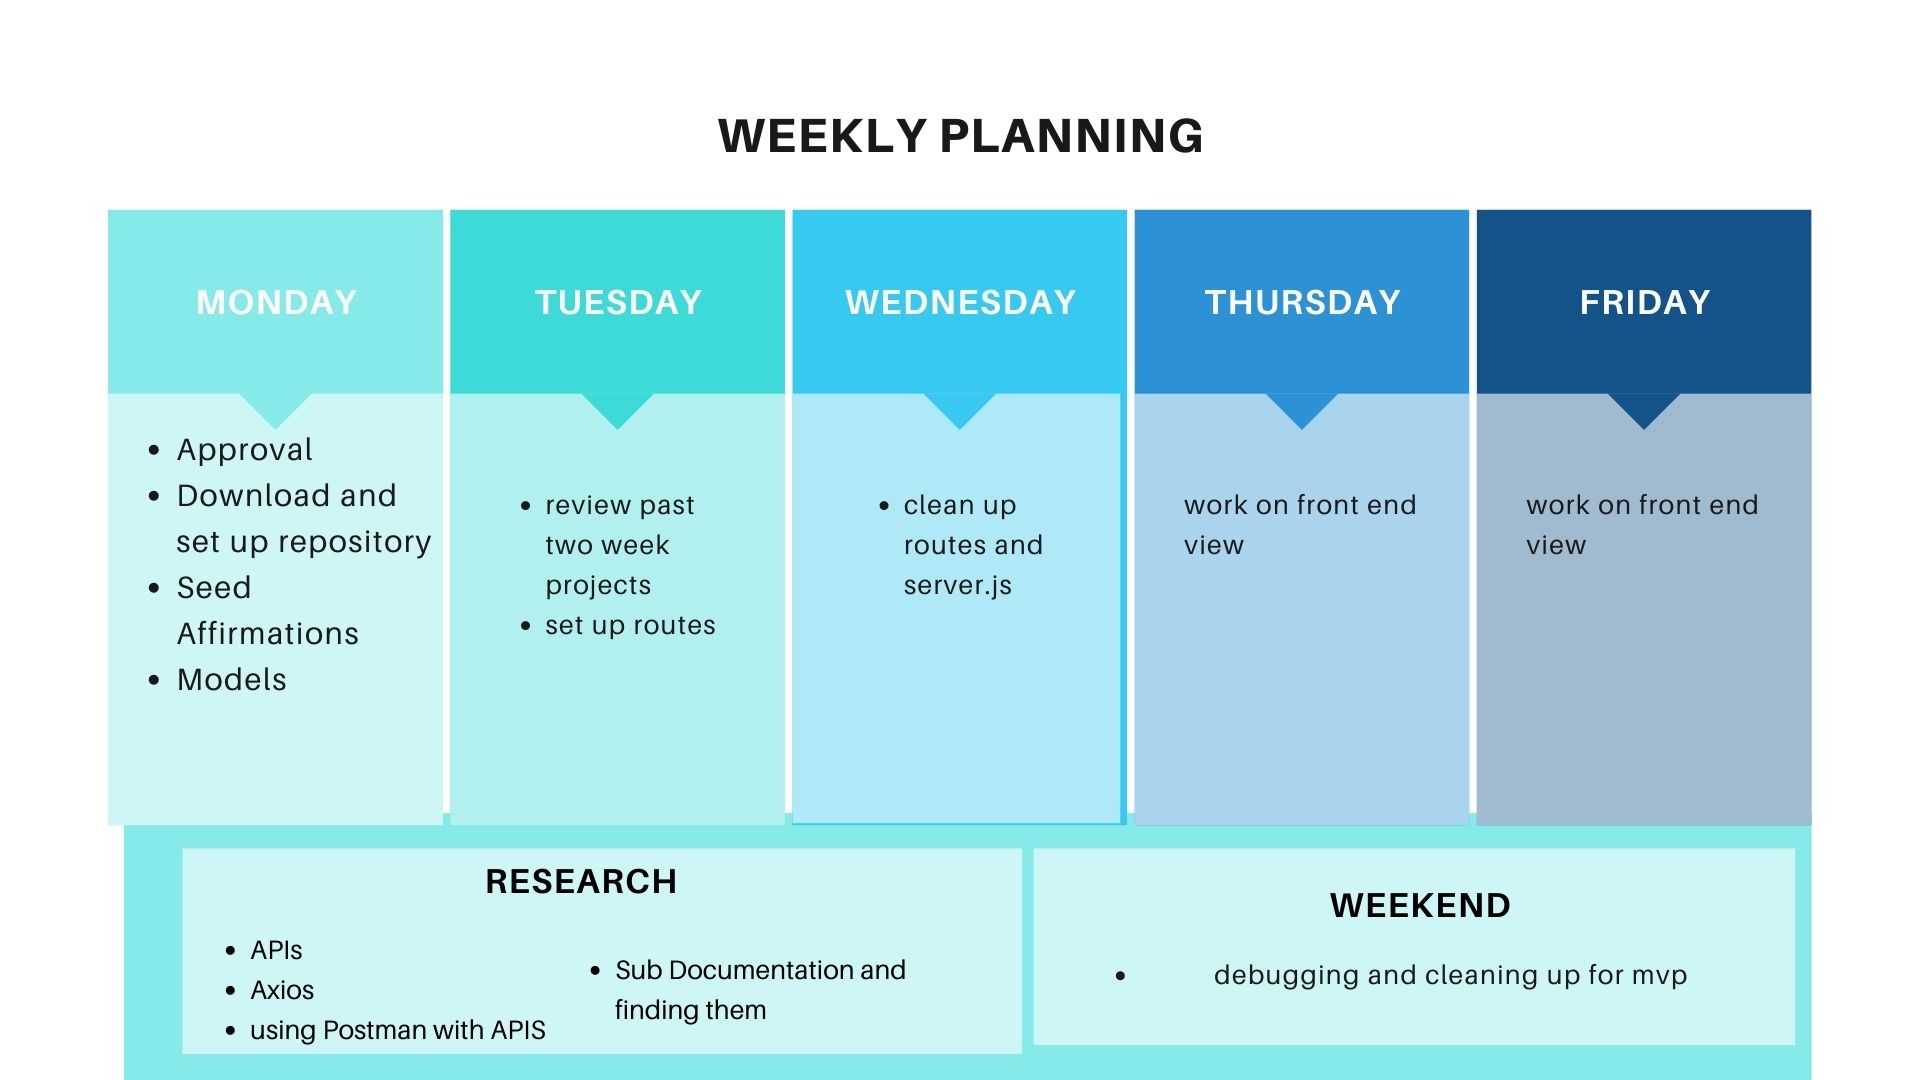 WEEKLY PLANNING
MONDAY
• Approval
• Download and
set up repository
• Seed
Affirmations
• Models
TUESDAY
• review past
two week
projects
• set up routes
WEDNESDAY
• clean up
routes and
server.js
THURSDAY
work on front end
view
FRIDAY
work on front end
view
RESEARCH
• APIs
• Axios
• using Postman with APIS
• Sub Documentation and
finding them
WEEKEND
• debugging and cleaning up for mvp